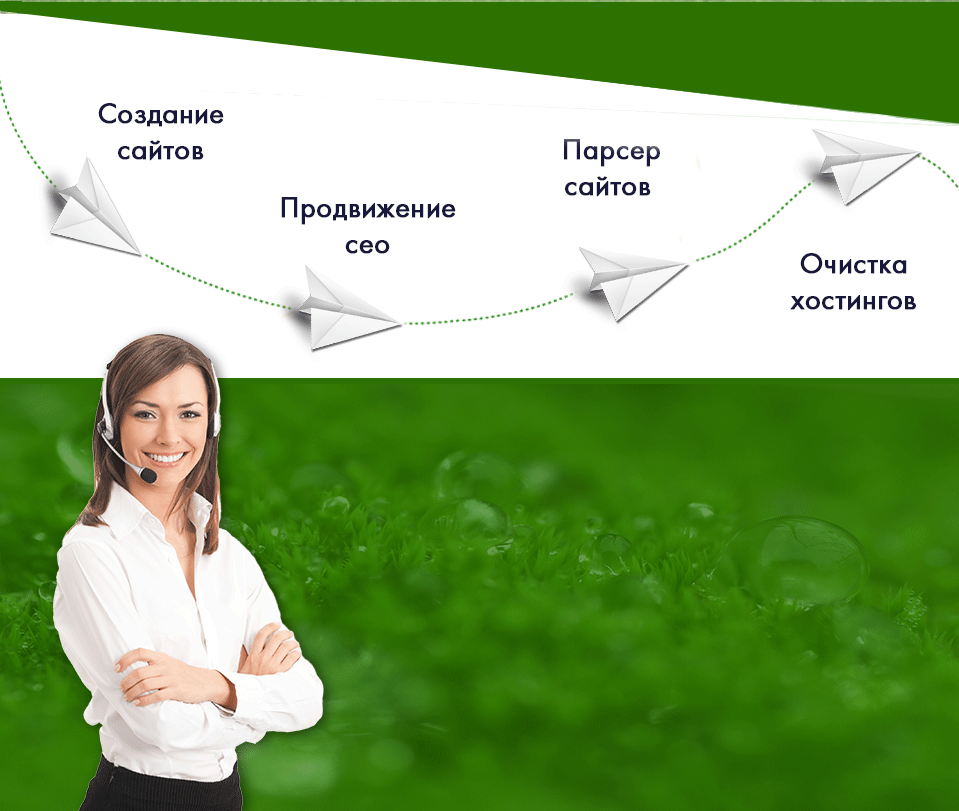 Создание
сайтов
Продвижение
сео
Парсер
сайтов
Очистка
хостингов